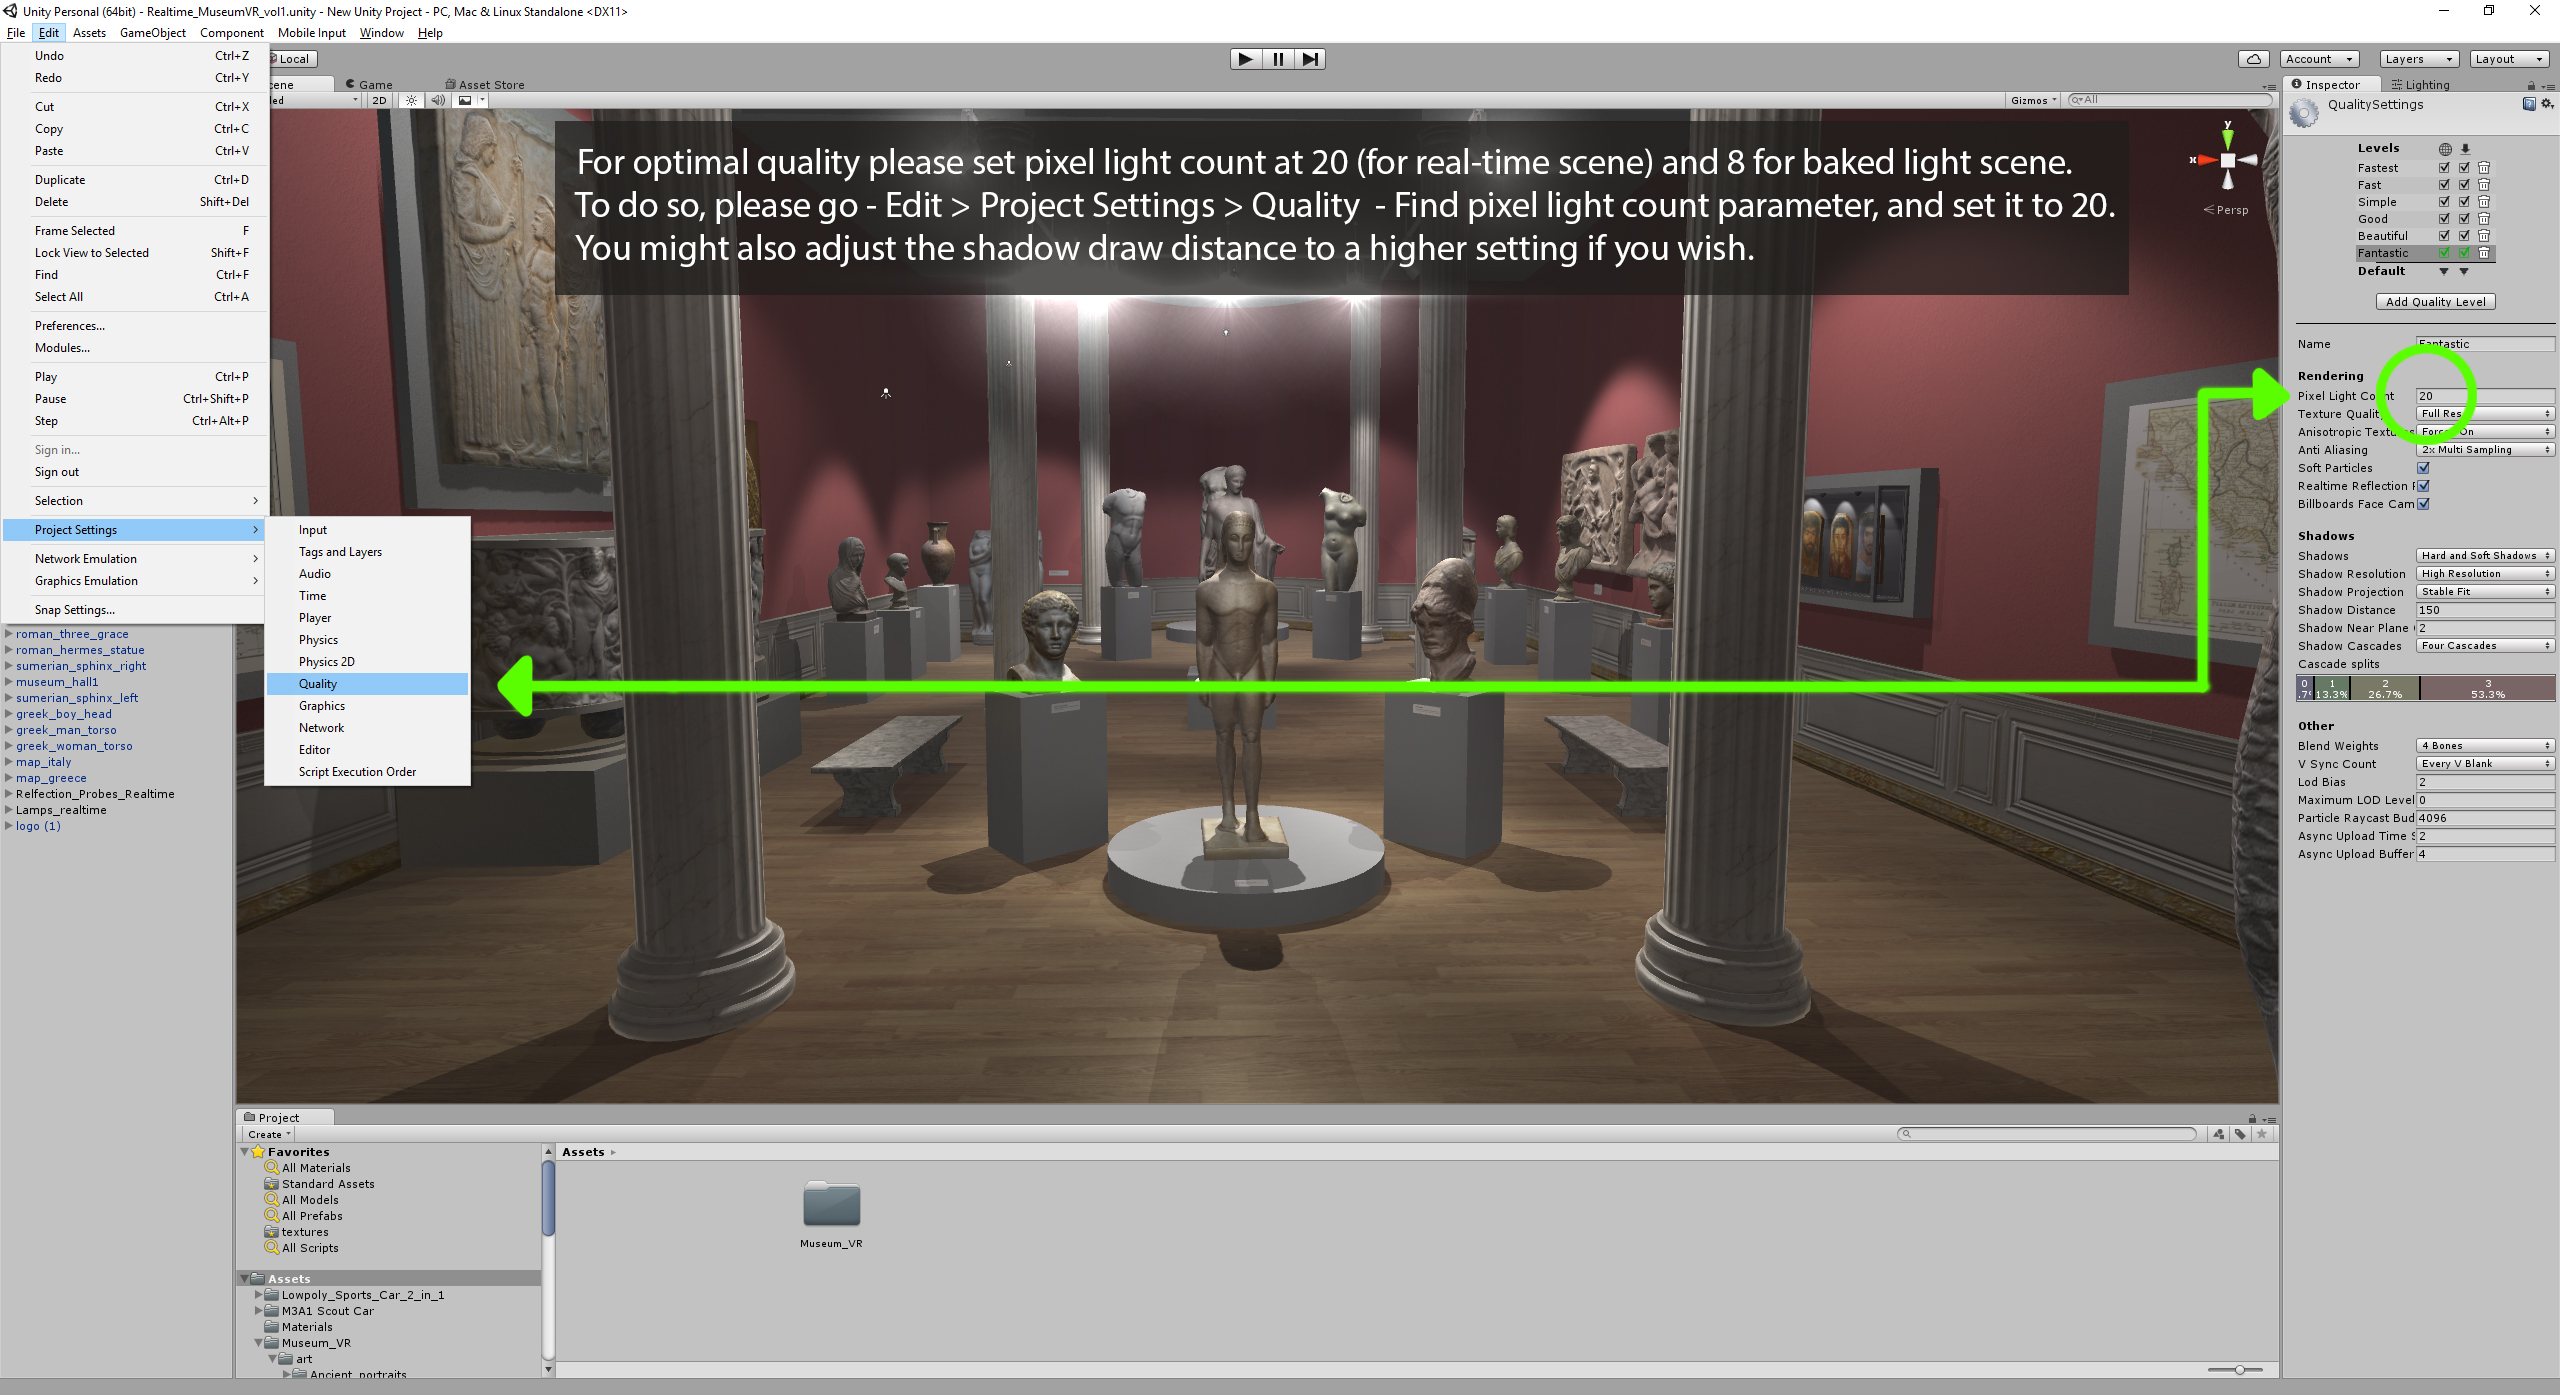 Unity Personal (64bit) - Realtime_MuseumVR_vol1.unity - New Unity Project - PC, Mac & Linux Standalone <DX11>
File Edit Assets GameObject Component Mobile Input Window Help
Undo Ctrl+Z
Redo Ctrl+Y
Cut Ctrl+X
Copy Ctrl+C
Paste Ctrl+V
Duplicate Ctrl+D
Delete Shift+Del
Frame Selected F
Lock View to Selected Shift+F
Find Ctrl+F
Select All Ctrl+A
Preferences...
Modules...
Play Ctrl+P
Pause Ctrl+Shift+P
Step Ctrl+Alt+P
Sign in...
Sign out
Selection
Project Settings
Network Emulation
Graphics Emulation
Snap Settings...
Input
Tags and Layers
Audio
Time
Player
Physics
Physics 2D
Quality
Graphics
Network
Editor
Script Execution Order
roman_three_grace
roman_hermes_statue
sumerian_sphinx_right
museum_hall1
sumerian_sphinx_left
greek_boy_head
greek_man_torso
greek_woman_torso
map_italy
map_greece
Relfection_Probes_Realtime
Lamps_realtime
logo (1)
Local
Account Layers Layout
cene Game Asset Store
ded 2D Gizmos All
For optimal quality please set pixel light count at 20 (for real-time scene) and 8 for baked light scene.
To do so, please go - Edit > Project Settings > Quality - Find pixel light count parameter, and set it to 20.
You might also adjust the shadow draw distance to a higher setting if you wish.
y
x
Persp
Inspector Lighting
QualitySettings
Levels
Fastest
Fast
Simple
Good
Beautiful
Fantastic
Default
Add Quality Level
Name Fantastic
Rendering
Pixel Light Count 20
Texture Quality Full Res
Anisotropic Textures Forced On
Anti Aliasing 2x Multi Sampling
Soft Particles
Realtime Reflection P
Billboards Face Cam
Shadows
Shadows Hard and Soft Shadows
Shadow Resolution High Resolution
Shadow Projection Stable Fit
Shadow Distance 150
Shadow Near Plane 2
Shadow Cascades Four Cascades
Cascade splits
0 1 2 3
.7% 13.3% 26.7% 53.3%
Other
Blend Weights 4 Bones
V Sync Count Every V Blank
Lod Bias 2
Maximum LOD Level 0
Particle Raycast Bud 4096
Async Upload Time S 2
Async Upload Buffer 4
Project
Create
Favorites
All Materials
Standard Assets
All Models
All Prefabs
textures
All Scripts
Assets
Lowpoly_Sports_Car_2_in_1
M3A1 Scout Car
Materials
Museum_VR
art
Ancient_portraits
Assets
Museum_VR